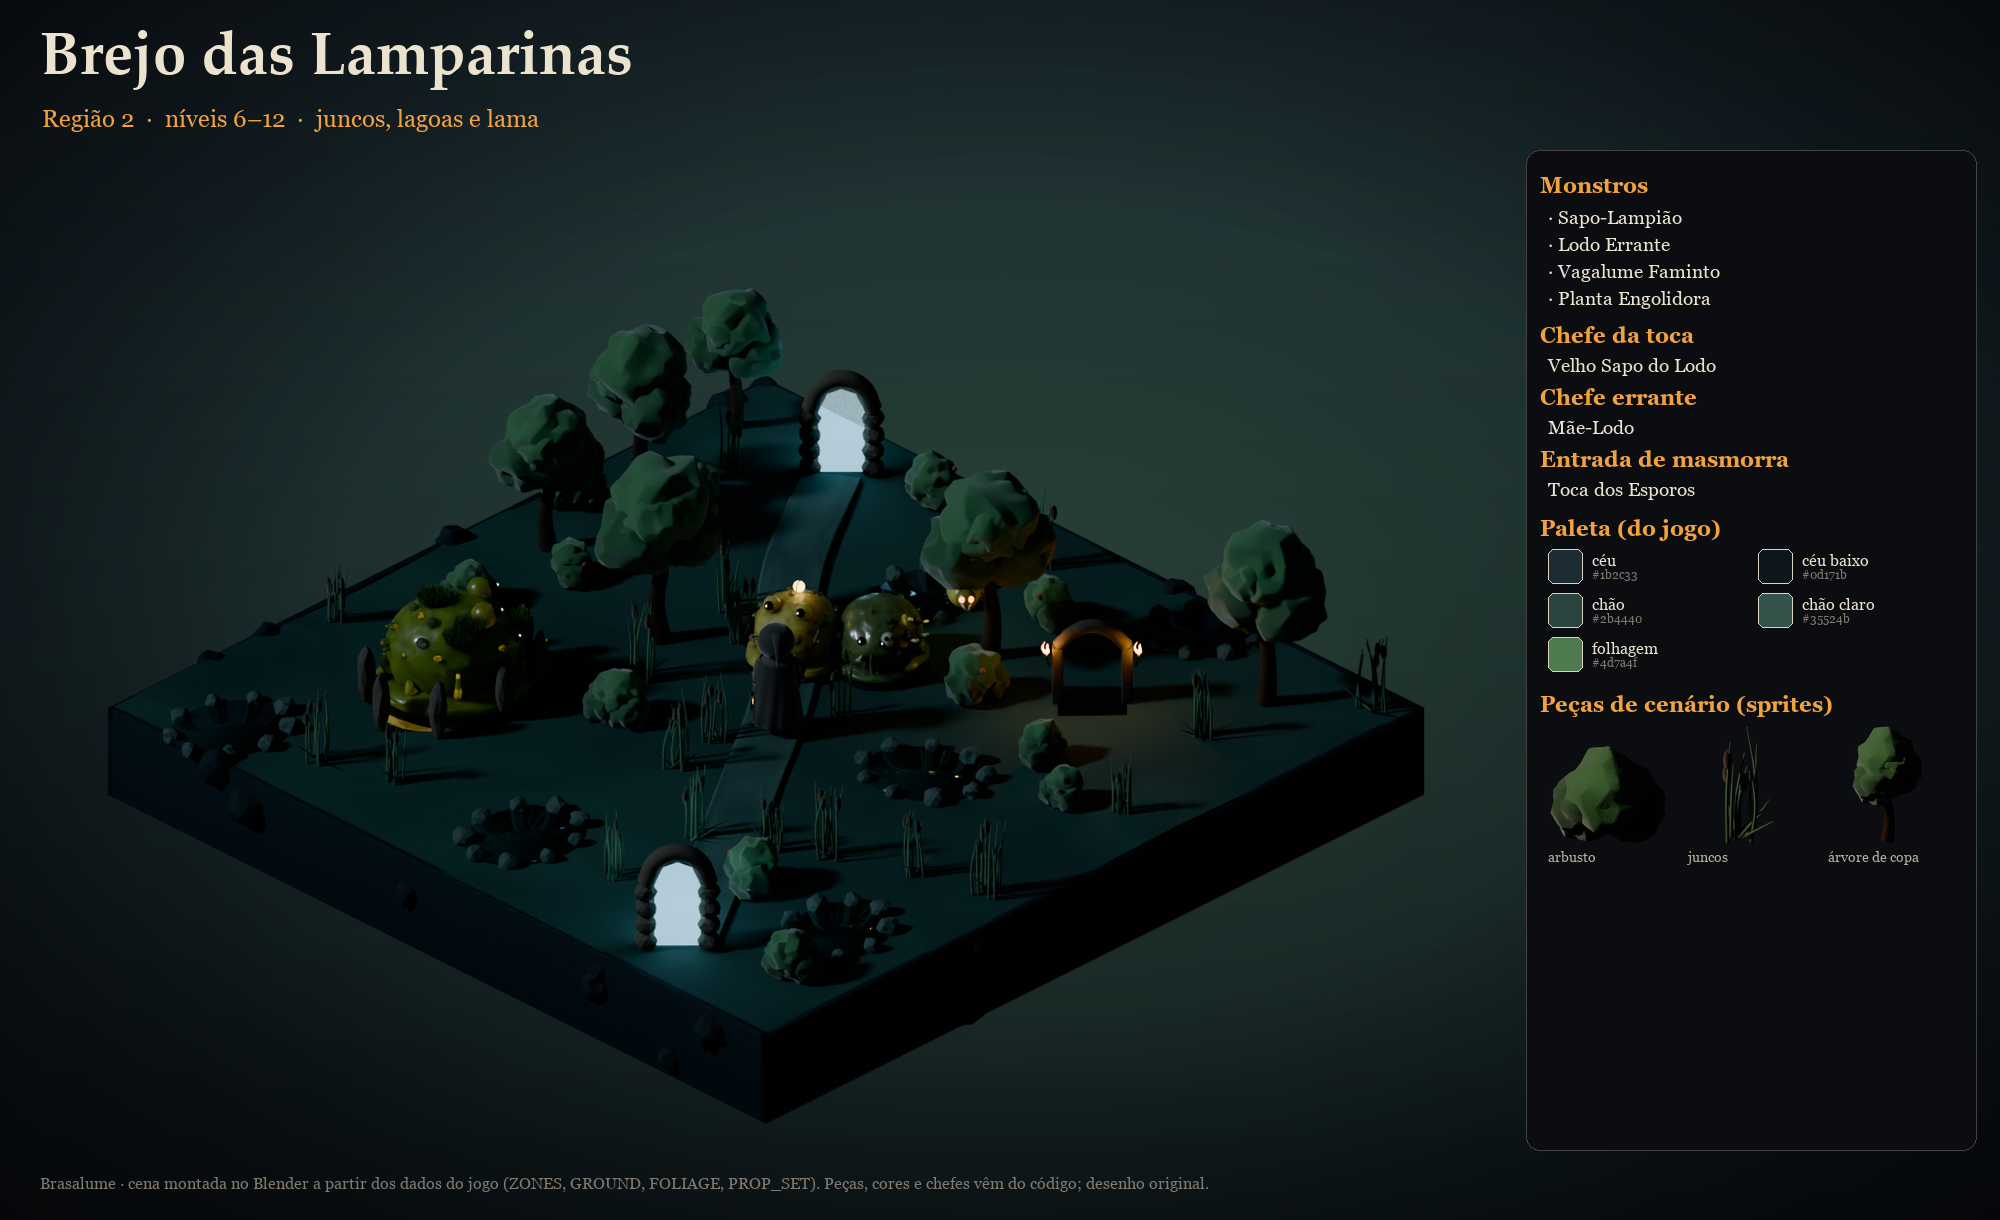 Brejo das Lamparinas
Região 2 · níveis 6–12 · juncos, lagoas e lama
Monstros
· Sapo-Lampião
· Lodo Errante
· Vagalume Faminto
· Planta Engolidora
Chefe da toca
Velho Sapo do Lodo
Chefe errante
Mãe-Lodo
Entrada de masmorra
Toca dos Esporos
Paleta (do jogo)
céu
#1b2c33
céu baixo
#0d171b
chão
#2b4440
chão claro
#35524b
folhagem
#4d7a4f
Peças de cenário (sprites)
arbusto
juncos
árvore de copa
Brasalume · cena montada no Blender a partir dos dados do jogo (ZONES, GROUND, FOLIAGE, PROP_SET). Peças, cores e chefes vêm do código; desenho original.